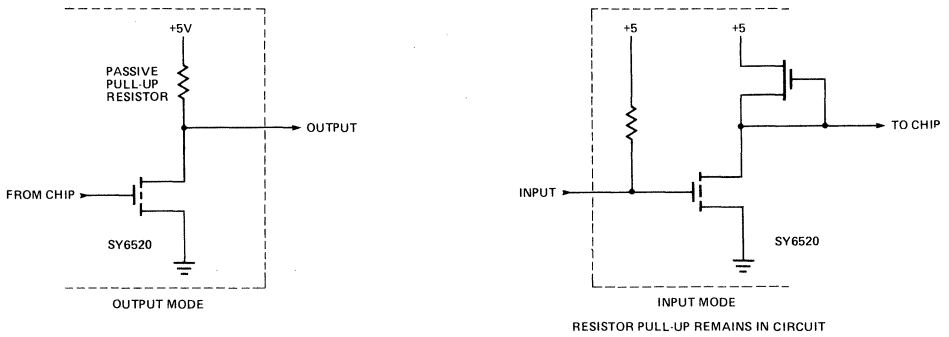 +5V
PASSIVE
PULL-UP
RESISTOR
OUTPUT
FROM CHIP
SY6520
OUTPUT MODE
+5
+5
TO CHIP
INPUT
SY6520
INPUT MODE
RESISTOR PULL-UP REMAINS IN CIRCUIT